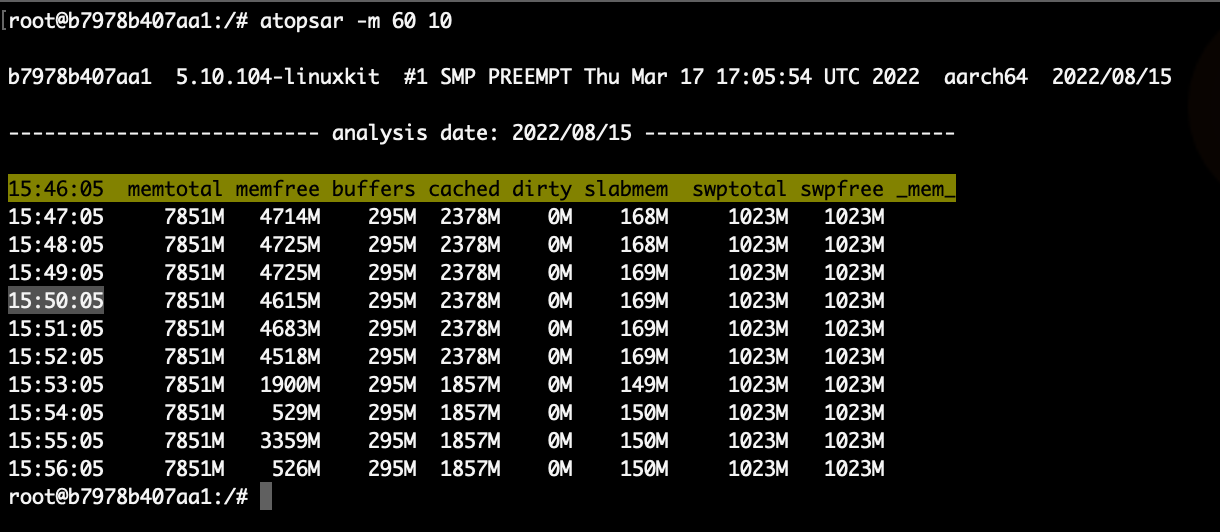 root@b7978b407aa1:/# atopsar -m 60 10
b7978b407aa1  5.10.104-linuxkit  #1 SMP PREEMPT Thu Mar 17 17:05:54 UTC 2022  aarch64  2022/08/15
-------------------------- analysis date: 2022/08/15 --------------------------
15:46:05  memtotal memfree buffers cached dirty slabmem  swptotal swpfree _mem_
15:47:05     7851M   4714M    295M  2378M    0M    168M     1023M   1023M
15:48:05     7851M   4725M    295M  2378M    0M    168M     1023M   1023M
15:49:05     7851M   4725M    295M  2378M    0M    169M     1023M   1023M
15:50:05     7851M   4615M    295M  2378M    0M    169M     1023M   1023M
15:51:05     7851M   4683M    295M  2378M    0M    169M     1023M   1023M
15:52:05     7851M   4518M    295M  2378M    0M    169M     1023M   1023M
15:53:05     7851M   1900M    295M  1857M    0M    149M     1023M   1023M
15:54:05     7851M    529M    295M  1857M    0M    150M     1023M   1023M
15:55:05     7851M   3359M    295M  1857M    0M    150M     1023M   1023M
15:56:05     7851M    526M    295M  1857M    0M    150M     1023M   1023M
root@b7978b407aa1:/#